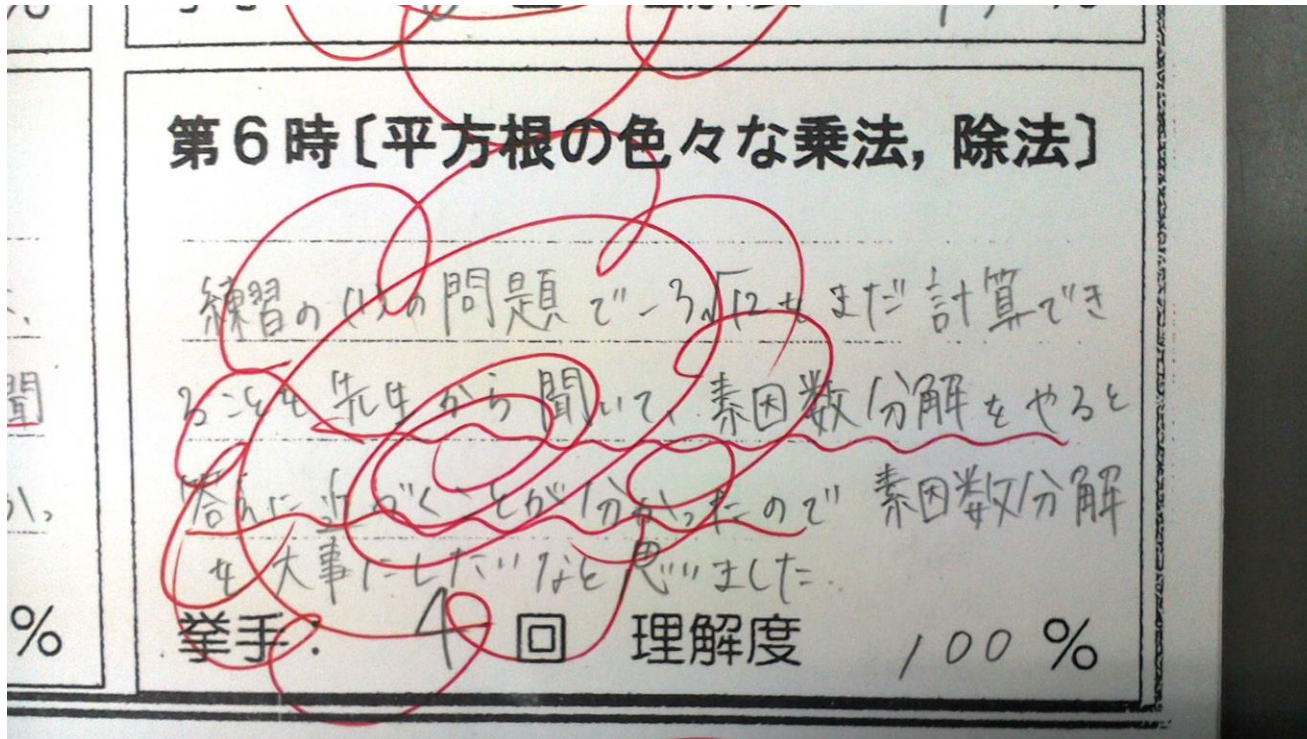 第6時〔平方根の色々な乗法,除法〕
練習の(1)の問題で-3√12もまだ計算でき
ることを先生から聞いて、素因数分解をやると
答えに近づくことが分かったので素因数分解
を大事にしたいなと思いました.
聞
%
挙手: 4 回 理解度 100 %